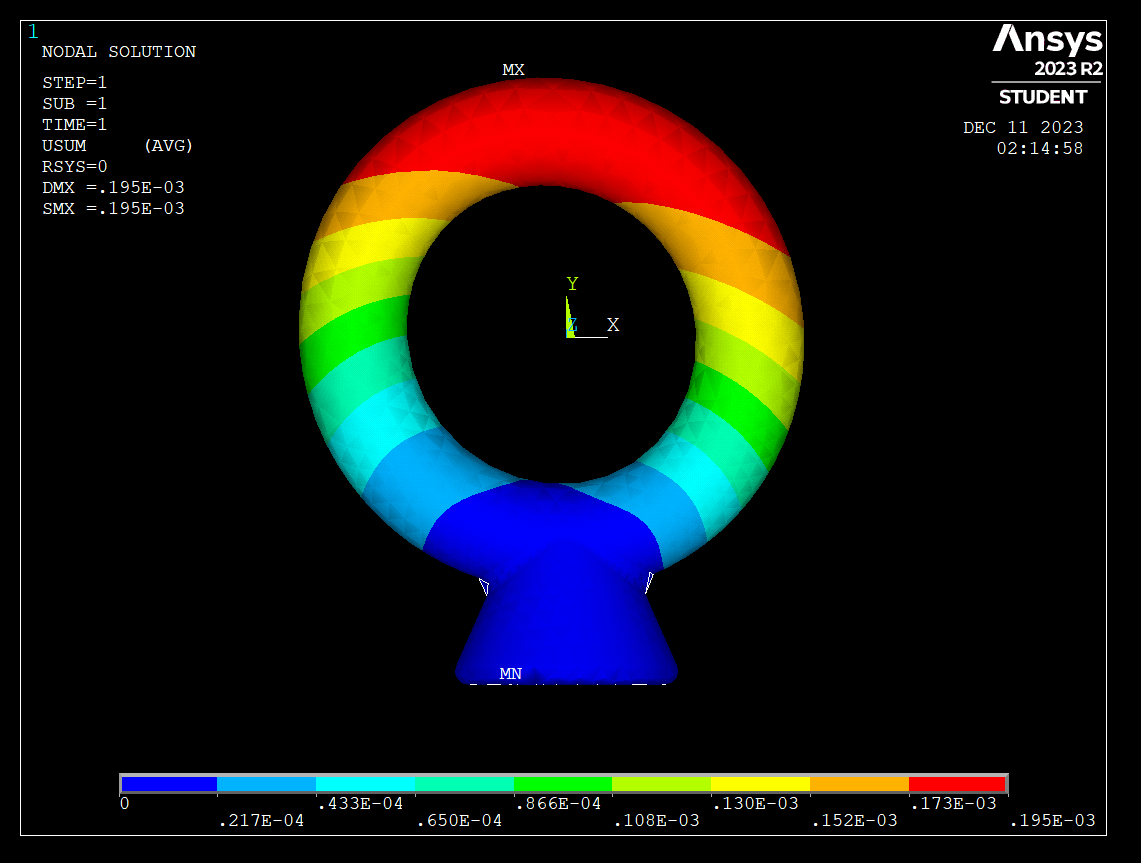 1
NODAL SOLUTION
STEP=1
SUB =1
TIME=1
USUM (AVG)
RSYS=0
DMX =.195E-03
SMX =.195E-03
Ansys
2023 R2
STUDENT
DEC 11 2023
02:14:58
MX
Y
Z X
MN
0 .433E-04 .866E-04 .130E-03 .173E-03
.217E-04 .650E-04 .108E-03 .152E-03 .195E-03